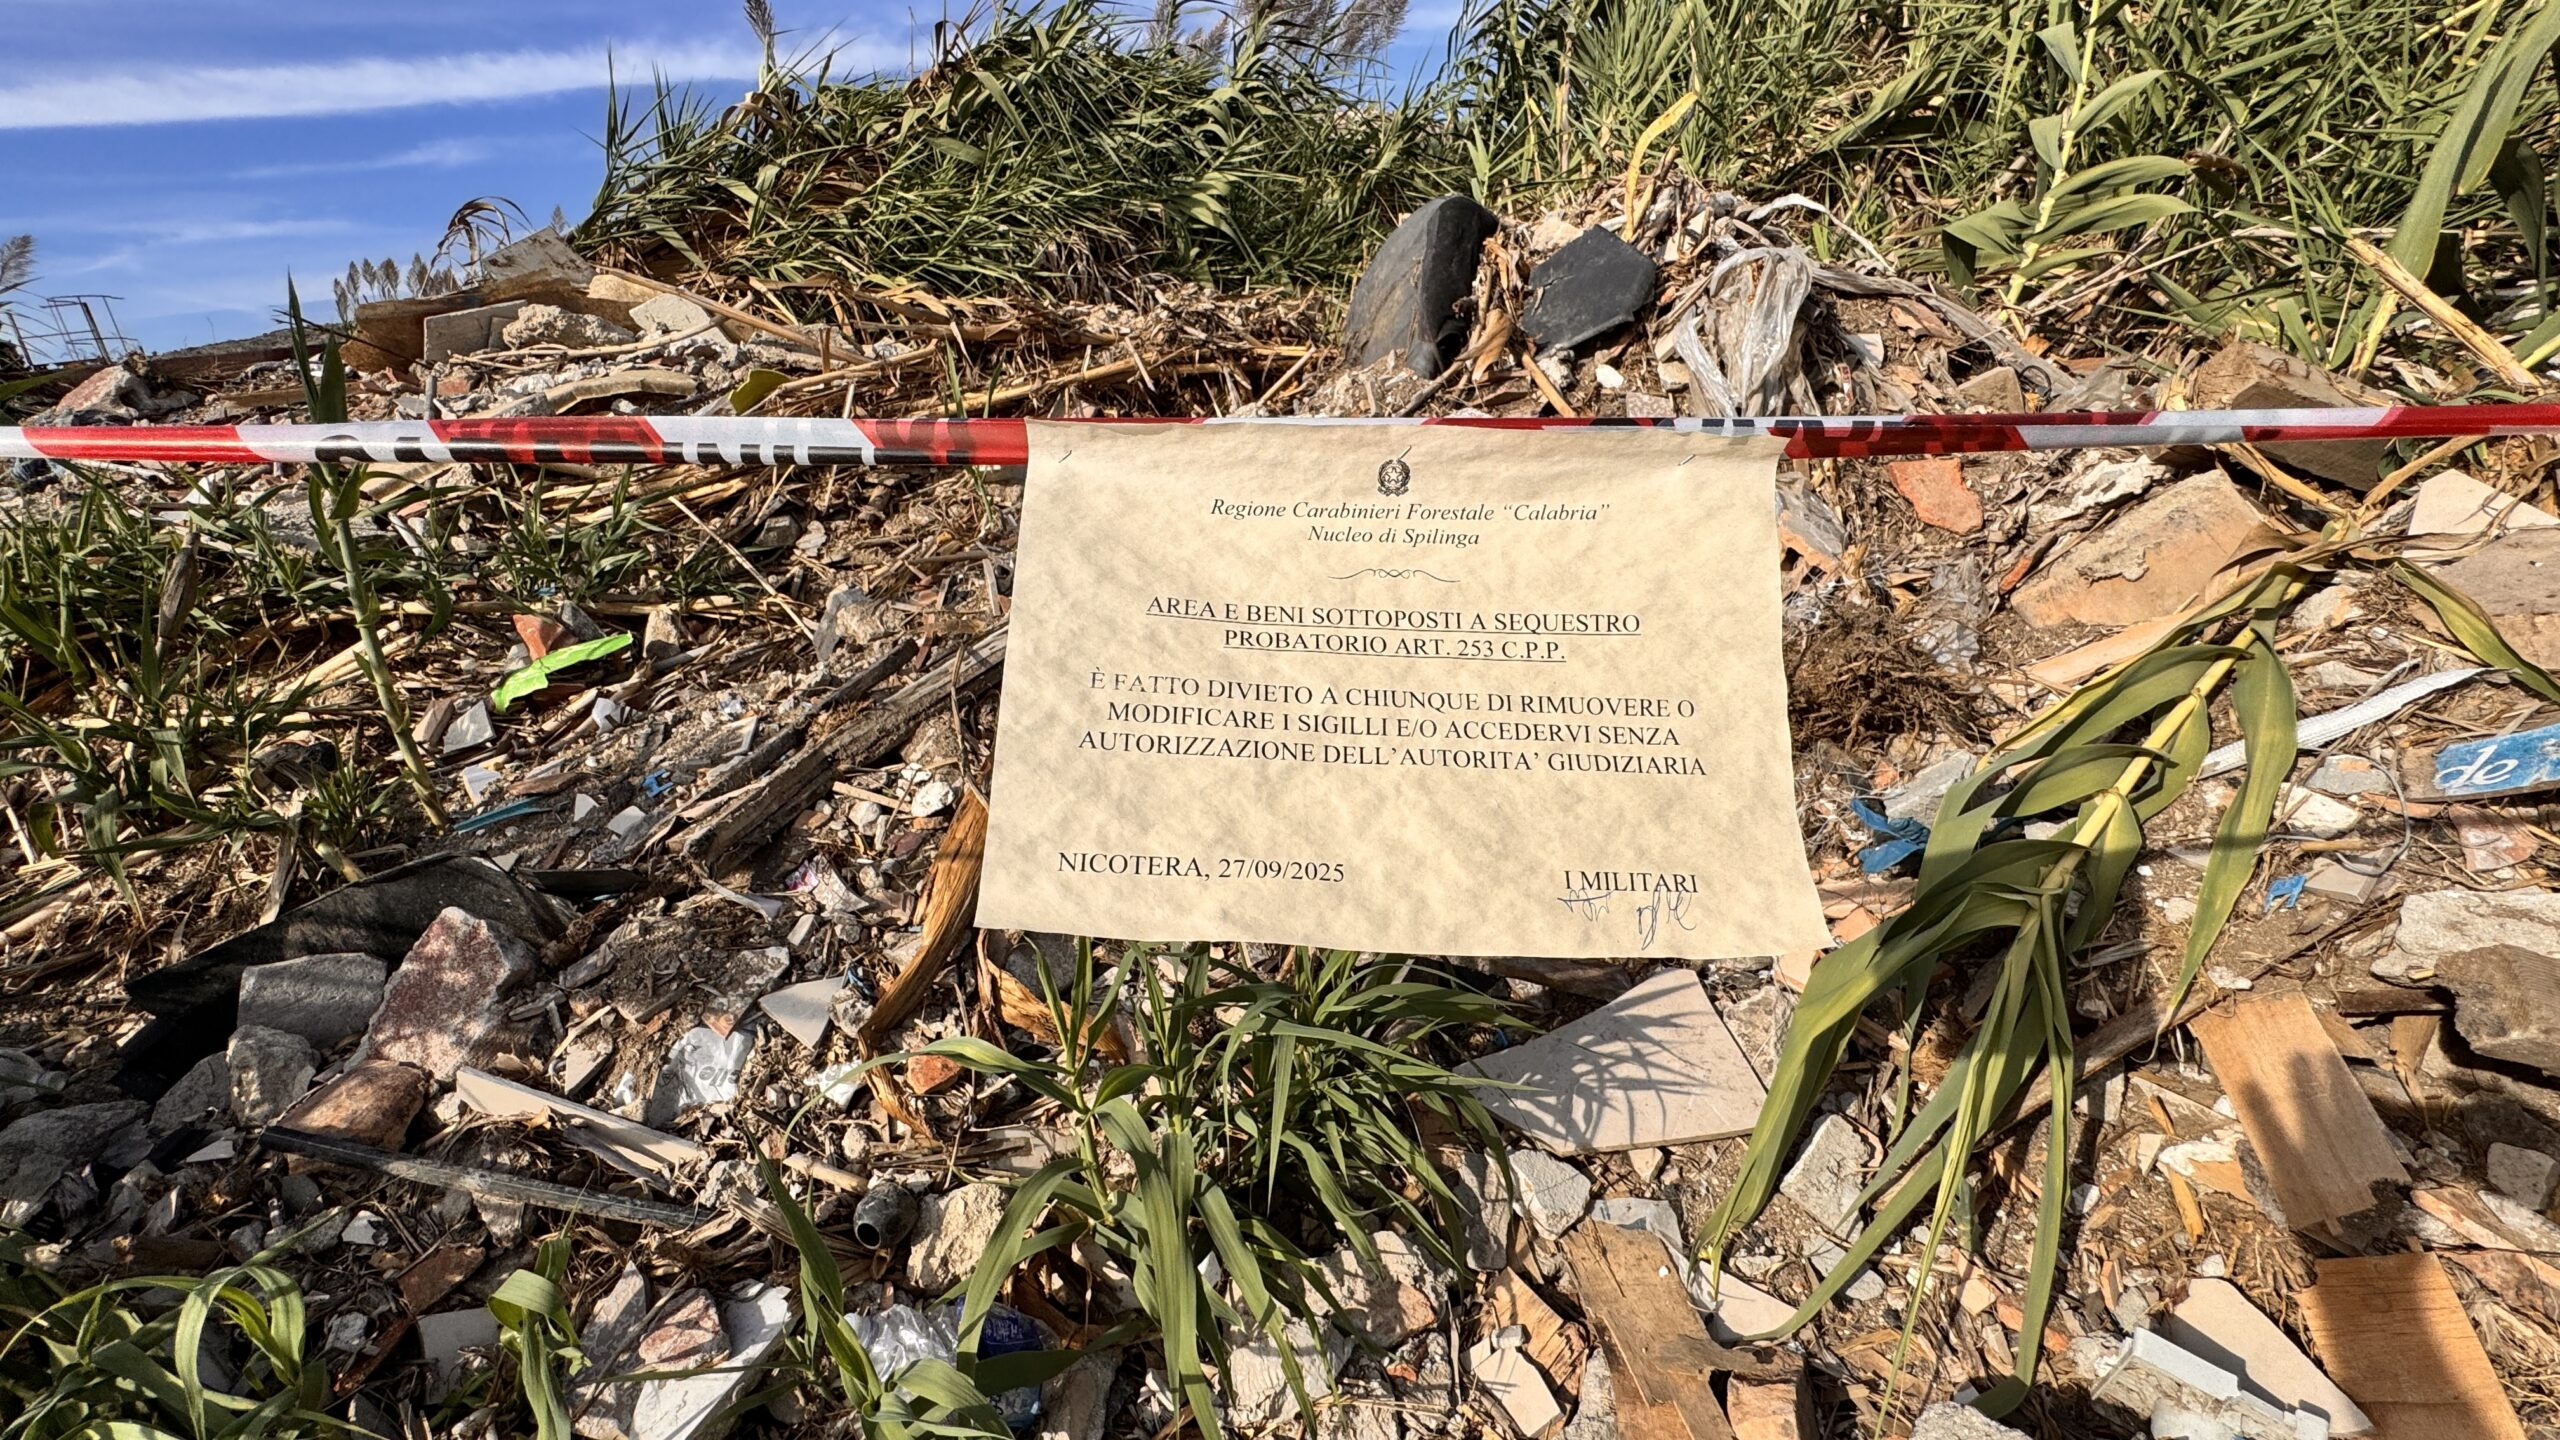 Regione Carabinieri Forestale “Calabria”
Nucleo di Spilinga
AREA E BENI SOTTOPOSTI A SEQUESTRO
PROBATORIO ART. 253 C.P.P.
È FATTO DIVIETO A CHIUNQUE DI RIMUOVERE O
MODIFICARE I SIGILLI E/O ACCEDERVI SENZA
AUTORIZZAZIONE DELL’AUTORITA’ GIUDIZIARIA
NICOTERA, 27/09/2025
I MILITARI
de